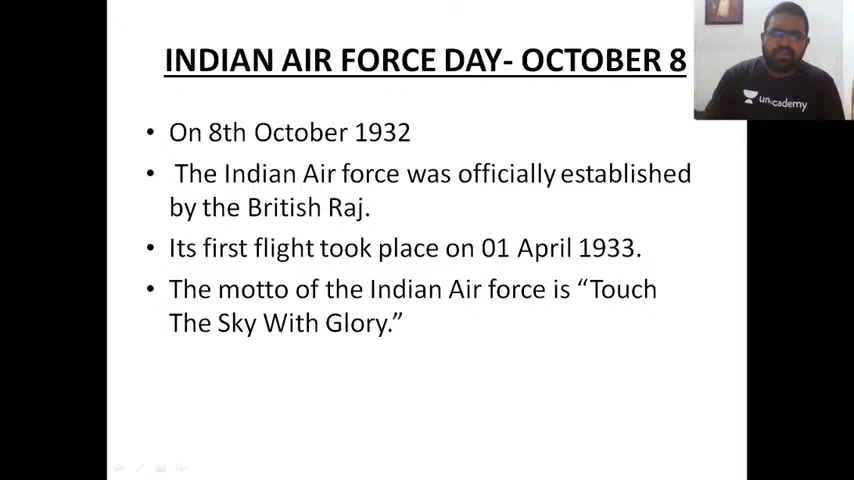 INDIAN AIR FORCE DAY- OCTOBER 8
unacademy
• On 8th October 1932
• The Indian Air force was officially established
by the British Raj.
• Its first flight took place on 01 April 1933.
• The motto of the Indian Air force is “Touch
The Sky With Glory.”